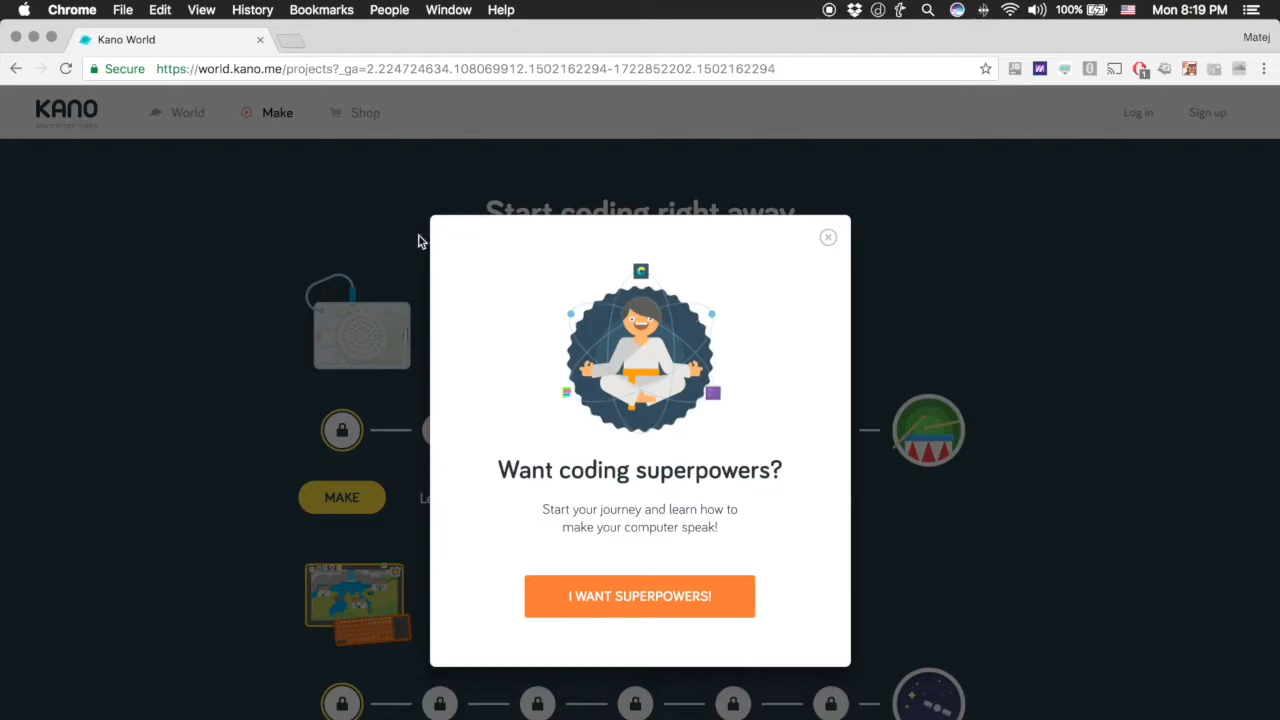 Chrome File Edit View History Bookmarks People Window Help 100% Mon 8:19 PM
Kano World Matej
Secure https://world.kano.me/projects?_ga=2.224724634.108069912.1502162294-1722852202.1502162294
KANO World Make Shop Log in Sign up
Start coding right away
Want coding superpowers?
Start your journey and learn how to
make your computer speak!
MAKE
I WANT SUPERPOWERS!